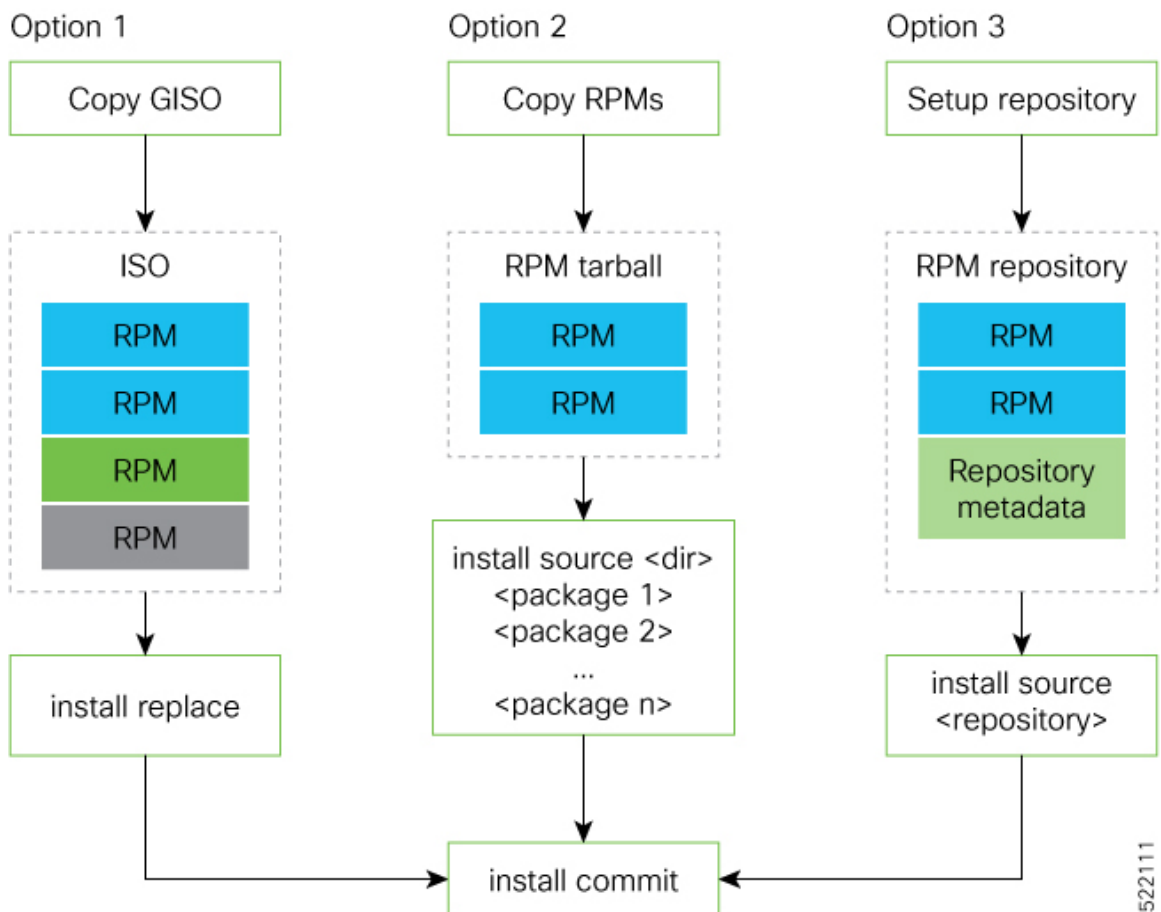 Option 1
Copy GISO
ISO
RPM
RPM
RPM
RPM
install replace
Option 2
Copy RPMs
RPM tarball
RPM
RPM
install source <dir>
<package 1>
<package 2>
...
<package n>
Option 3
Setup repository
RPM repository
RPM
RPM
Repository
metadata
install source
<repository>
install commit
522111